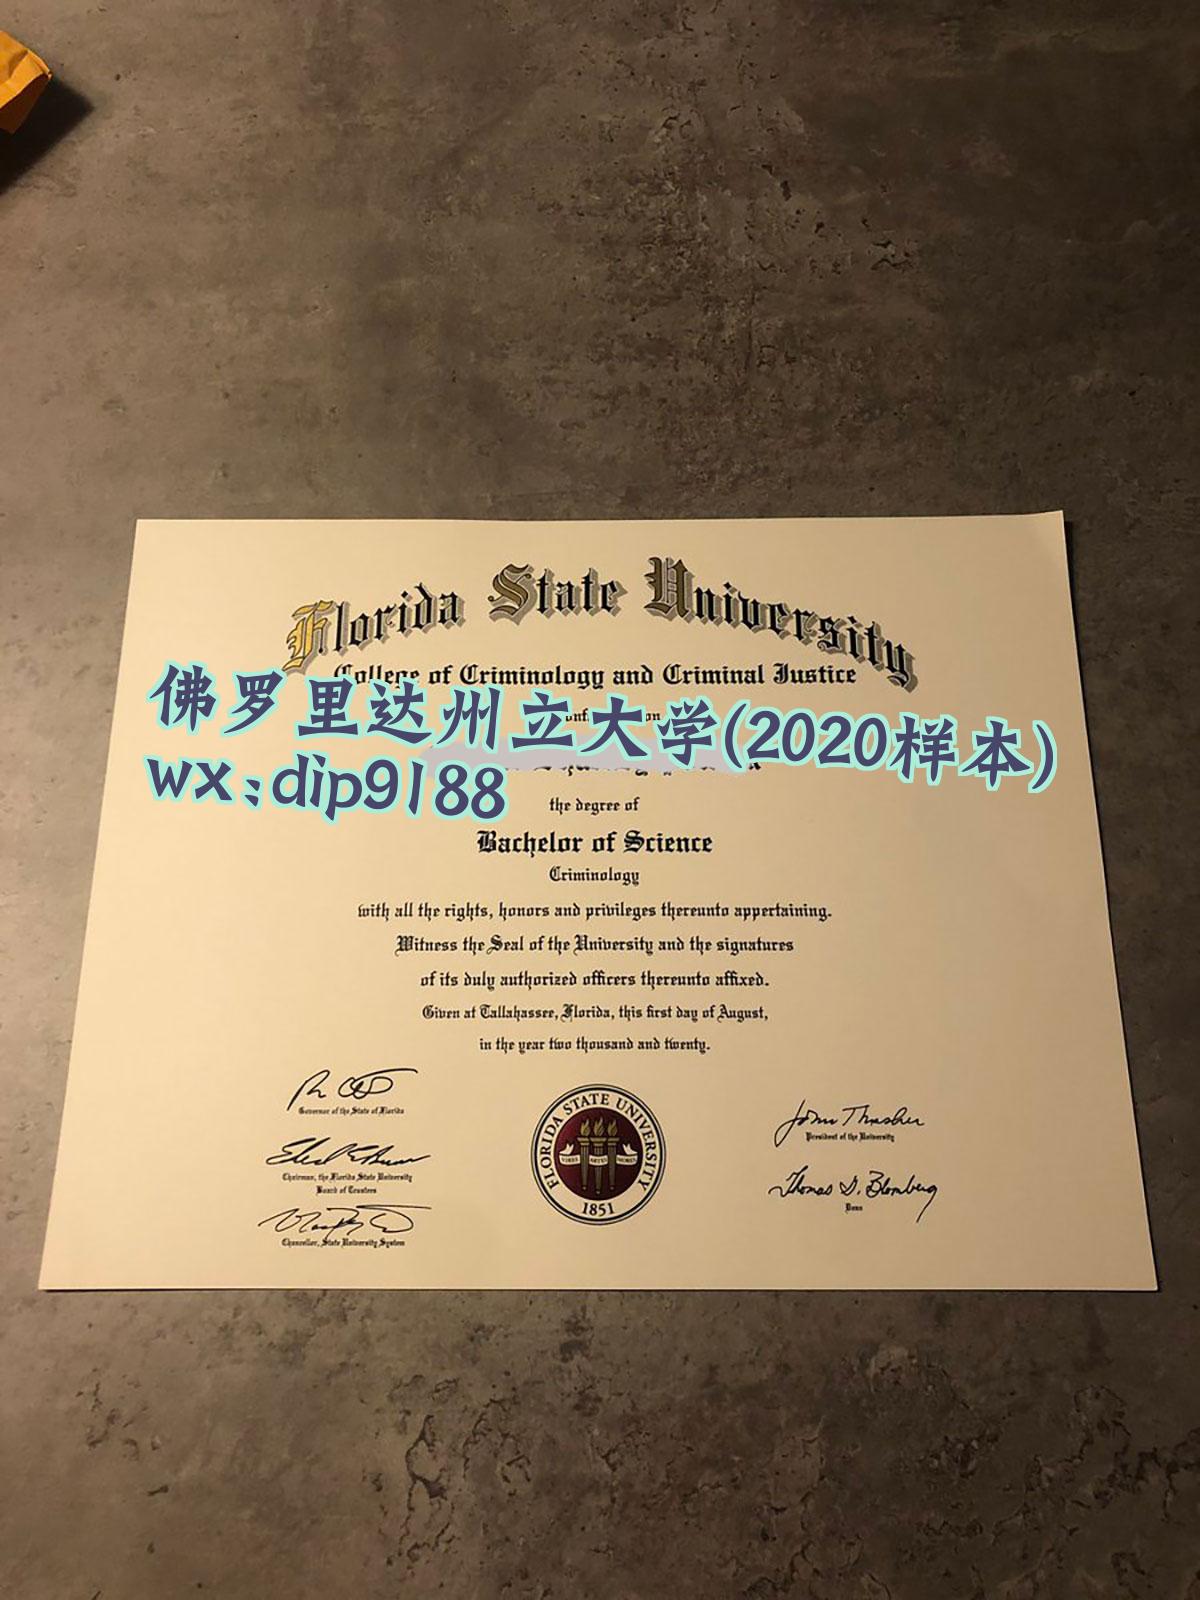 Florida State University
College of Criminology and Criminal Justice
佛罗里达州立大学(2020样本)
wx:dip9188
the degree of
Bachelor of Science
Criminology
with all the rights, honors and privileges thereunto appertaining.
Witness the Seal of the University and the signatures
of its duly authorized officers thereunto affixed.
Given at Tallahassee, Florida, this first day of August,
in the year two thousand and twenty.
Governor of the State of Florida
Chairman, the Florida State University
Board of Trustees
Chancellor, State University System
FLORIDA STATE UNIVERSITY
VIRES ARTES MORES
1851
John Thrasher
President of the University
Thomas G. Blomberg
Dean